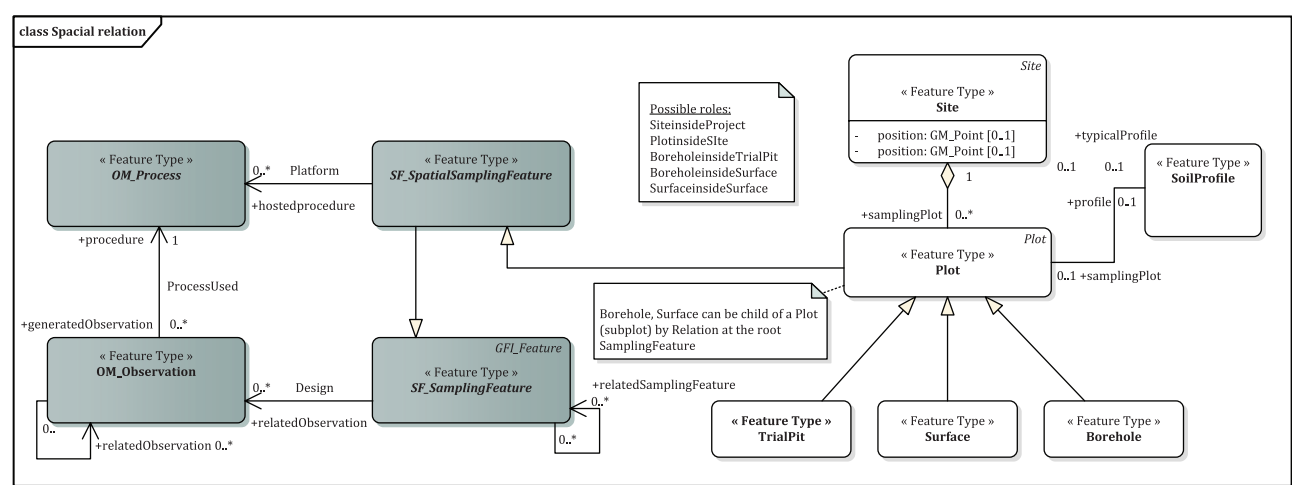 class Spacial relation
« Feature Type »
OM_Process
0..*
Platform
+hostedprocedure
« Feature Type »
SF_SpatialSamplingFeature
Possible roles:
SiteinsideProject
PlotinsideSIte
BoreholeinsideTrialPit
BoreholeinsideSurface
SurfaceinsideSurface
Site
« Feature Type »
Site
- position: GM_Point [0..1]
- position: GM_Point [0..1]
+typicalProfile
0..1
0..1
« Feature Type »
SoilProfile
1
+profile
0..1
+samplingPlot
0..*
+procedure
1
Plot
« Feature Type »
Plot
0..1
+samplingPlot
ProcessUsed
+generatedObservation
0..*
Borehole, Surface can be child of a Plot
(subplot) by Relation at the root
SamplingFeature
« Feature Type »
OM_Observation
0..*
Design
+relatedObservation
GFI_Feature
« Feature Type »
SF_SamplingFeature
+relatedSamplingFeature
0..*
0..*
0..
+relatedObservation 0..*
« Feature Type »
TrialPit
« Feature Type »
Surface
« Feature Type »
Borehole